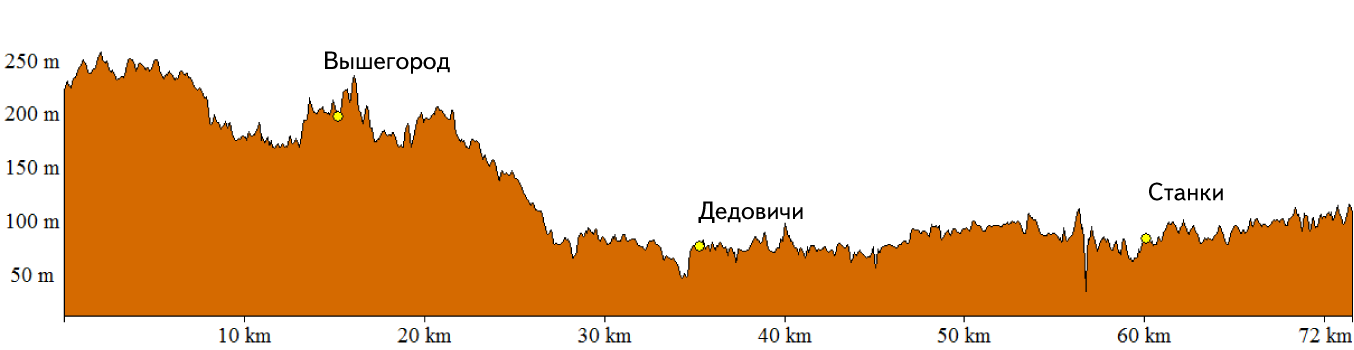 250 m
Вышегород
200 m
150 m
Станки
Дедовичи
100 m
50 m
10 km
20 km
30 km
40 km
50 km
60 km
72 km